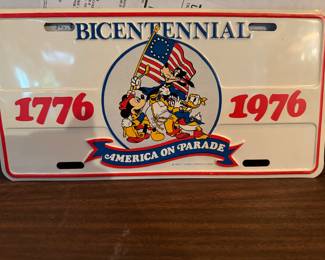 BICENTENNIAL
1776
1976
AMERICA ON PARADE